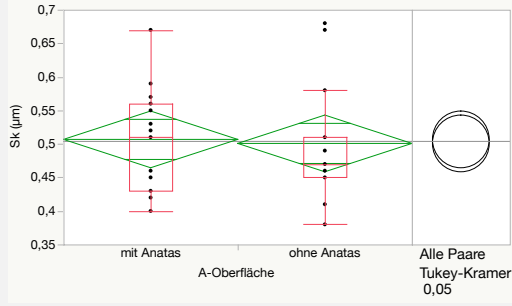 0,7
0,65
0,6
0,55
0,5
0,45
0,4
0,35
Sk (µm)
mit Anatas
ohne Anatas
A-Oberfläche
Alle Paare
Tukey-Kramer
0,05